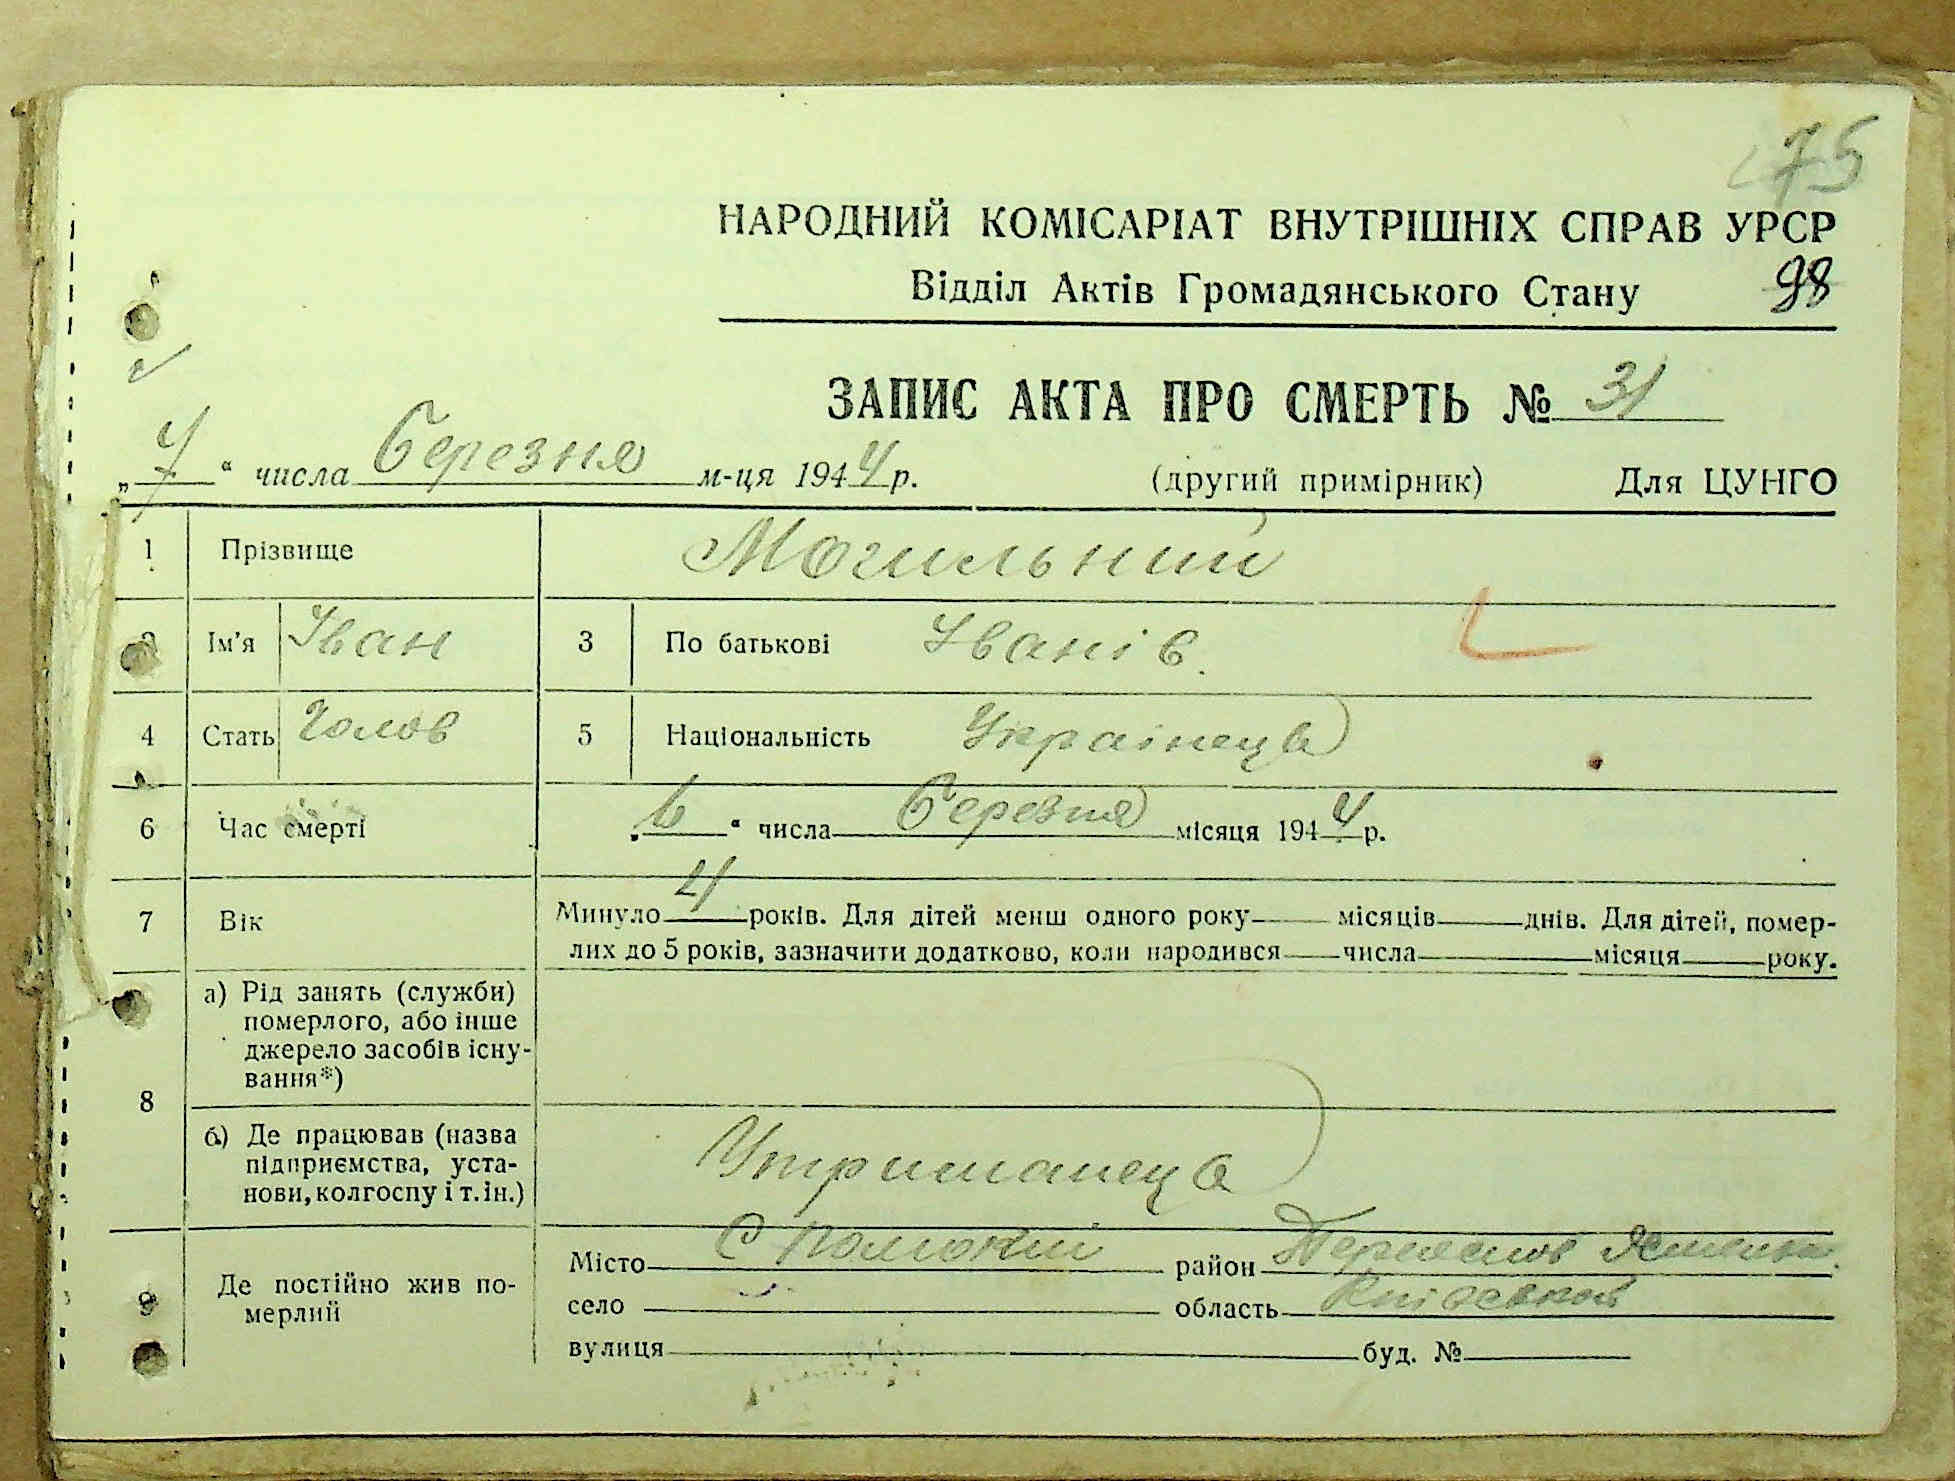 75
НАРОДНИЙ КОМІСАРІАТ ВНУТРІШНІХ СПРАВ УРСР
Відділ Актів Громадянського Стану 98
ЗАПИС АКТА ПРО СМЕРТЬ № 31
„7“ числа Березня м-ця 1944 р. (другий примірник) Для ЦУНГО
1 Прізвище Могильний
2 Ім'я Іван 3 По батькові Іванів.
4 Стать Чолов 5 Національність Українець
6 Час смерті „6“ числа Березня місяця 1944 р.
7 Вік Минуло 4 років. Для дітей менш одного року місяців днів. Для дітей, помер-
лих до 5 років, зазначити додатково, коли народився числа місяця року.
8 а) Рід занять (служби)
померлого, або інше
джерело засобів існу-
вання*)
б) Де працював (назва
підприємства, уста-
нови, колгоспу і т. ін.) Утриманець
9 Де постійно жив по-
мерлий
Місто С район Переяслов
село область Київська
вулиця буд. №